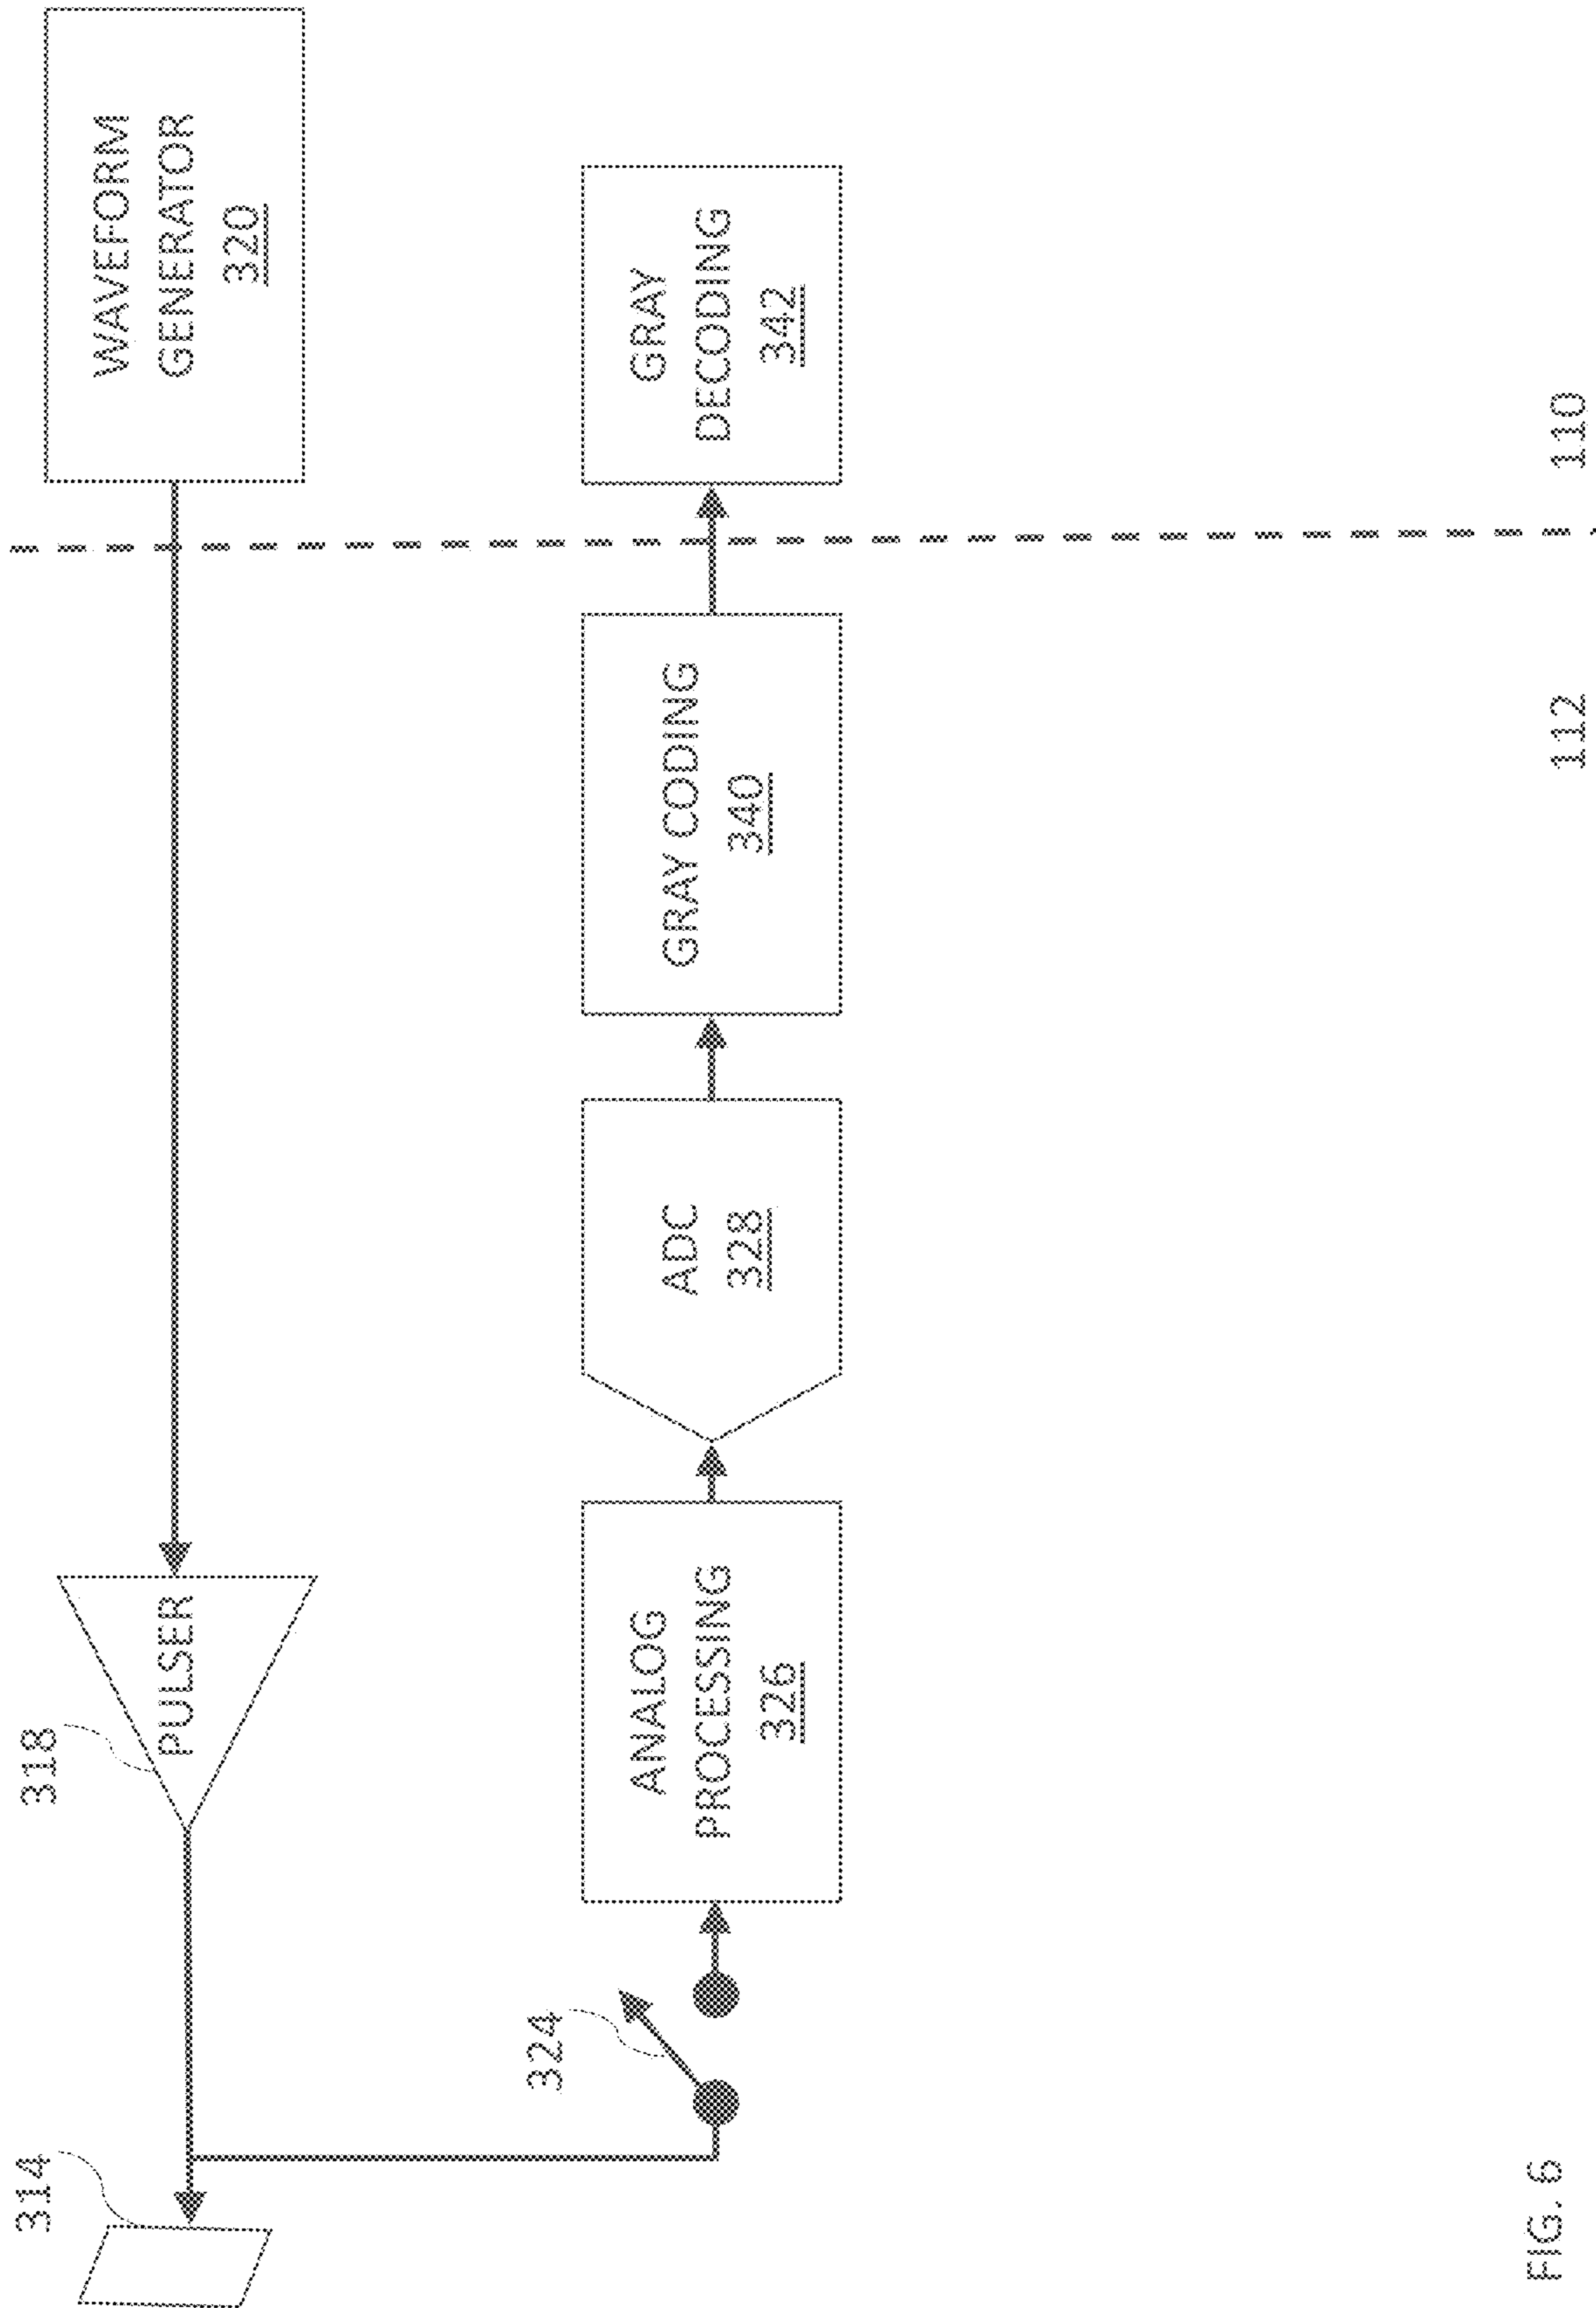 314
318
PULSER
WAVEFORM
GENERATOR
320
324
ANALOG
PROCESSING
326
ADC
328
GRAY CODING
340
GRAY
DECODING
342
FIG. 6
112
110